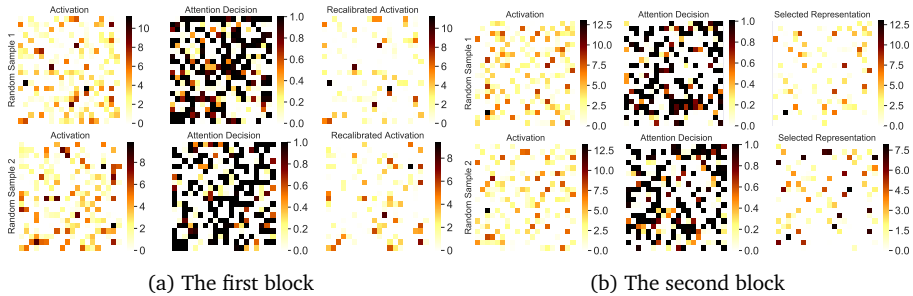 Activation Attention Decision Recalibrated Activation Activation Attention Decision Selected Representation
Random Sample 1
10 8 6 4 2 0
1.0 0.8 0.6 0.4 0.2 0.0
10 8 6 4 2 0
Random Sample 1
12.5 10.0 7.5 5.0 2.5 0.0
1.0 0.8 0.6 0.4 0.2 0.0
12.5 10.0 7.5 5.0 2.5 0.0
Activation Attention Decision Recalibrated Activation Activation Attention Decision Selected Representation
Random Sample 2
8 6 4 2 0
1.0 0.8 0.6 0.4 0.2 0.0
8 6 4 2 0
Random Sample 2
12.5 10.0 7.5 5.0 2.5 0.0
1.0 0.8 0.6 0.4 0.2 0.0
7.5 6.0 4.5 3.0 1.5 0.0
(a) The first block
(b) The second block